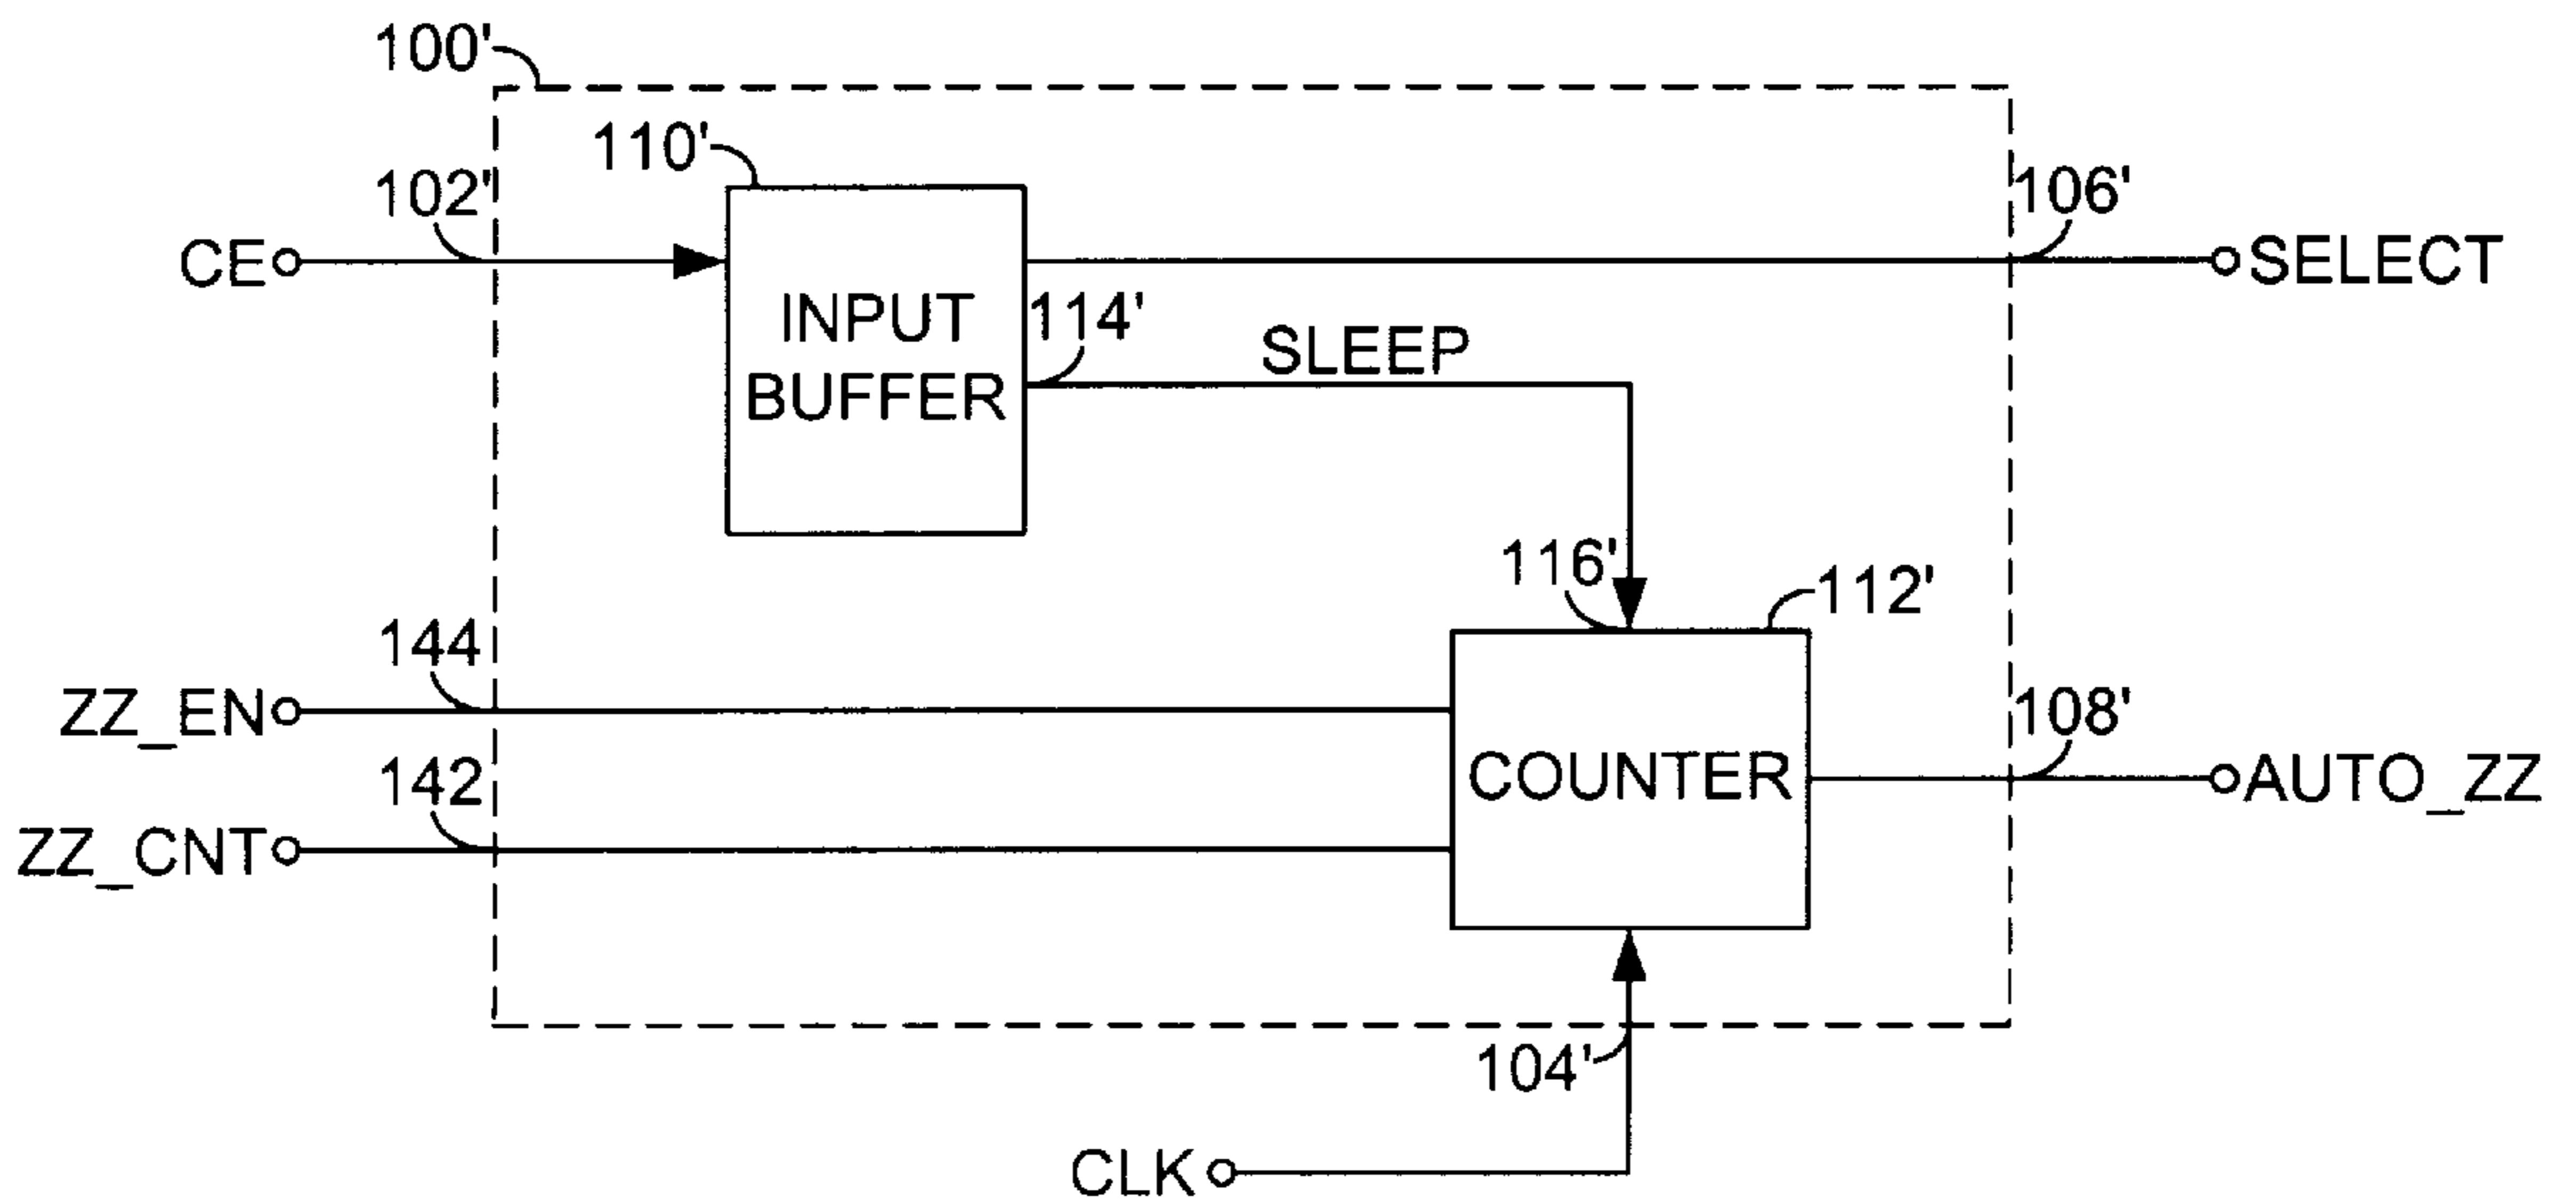 100'
110'
102'
106'
CE
SELECT
INPUT
BUFFER
114'
SLEEP
116'
112'
144
ZZ_EN
108'
142
COUNTER
AUTO_ZZ
ZZ_CNT
104'
CLK